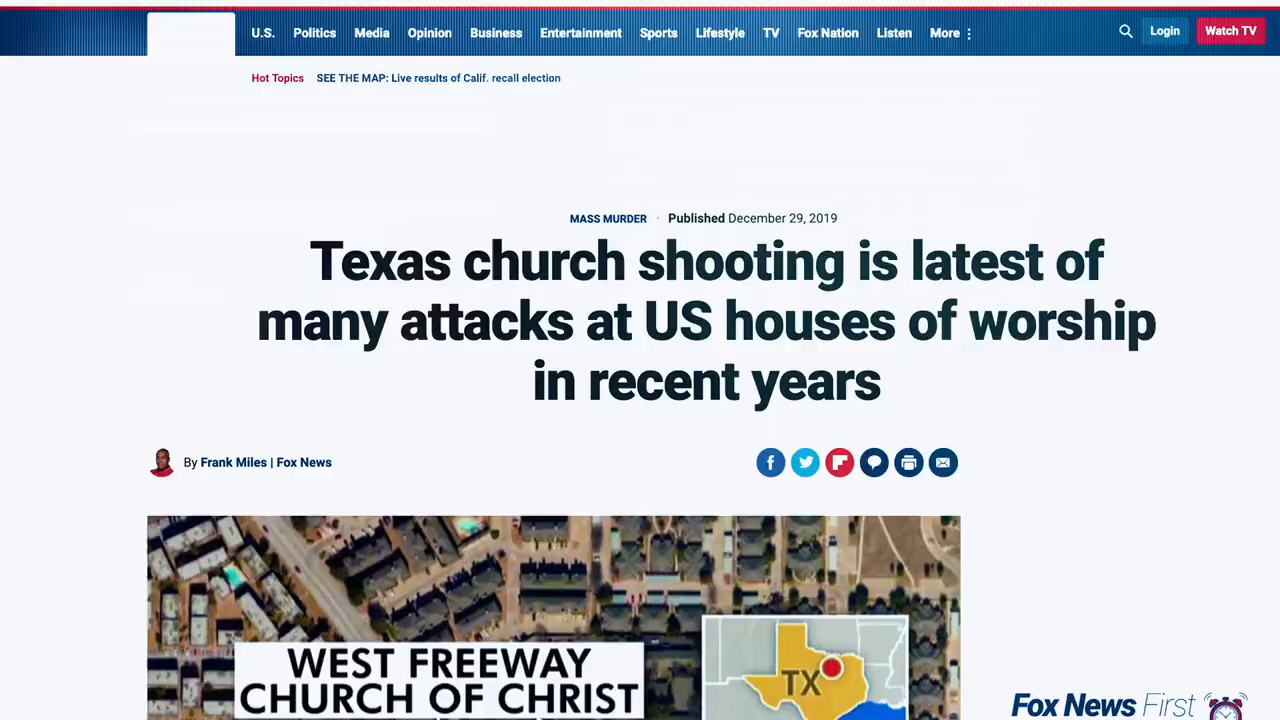 U.S. Politics Media Opinion Business Entertainment Sports Lifestyle TV Fox Nation Listen More Login Watch TV
Hot Topics SEE THE MAP: Live results of Calif. recall election
MASS MURDER · Published December 29, 2019
Texas church shooting is latest of
many attacks at US houses of worship
in recent years
By Frank Miles | Fox News
WEST FREEWAY
CHURCH OF CHRIST
TX
Fox News First